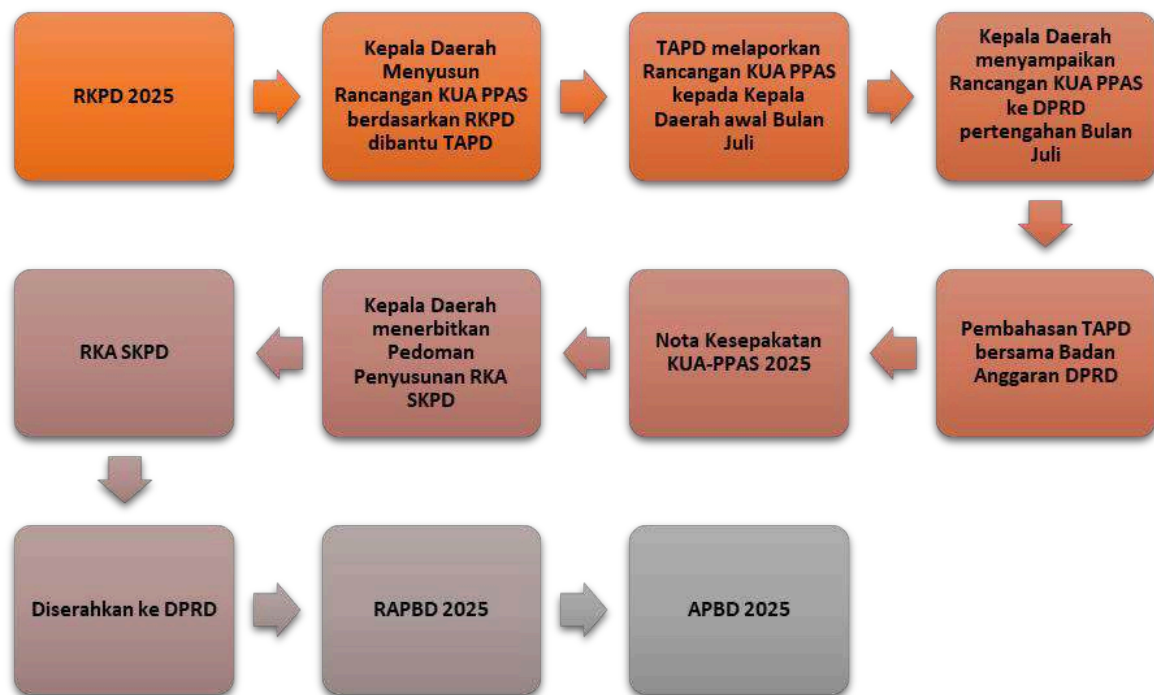 RKPD 2025
Kepala Daerah
Menyusun
Rancangan KUA PPAS
berdasarkan RKPD
dibantu TAPD
TAPD melaporkan
Rancangan KUA PPAS
kepada Kepala
Daerah awal Bulan
Juli
Kepala Daerah
menyampaikan
Rancangan KUA PPAS
ke DPRD
pertengahan Bulan
Juli
Pembahasan TAPD
bersama Badan
Anggaran DPRD
Nota Kesepakatan
KUA-PPAS 2025
Kepala Daerah
menerbitkan
Pedoman
Penyusunan RKA
SKPD
RKA SKPD
Diserahkan ke DPRD
RAPBD 2025
APBD 2025